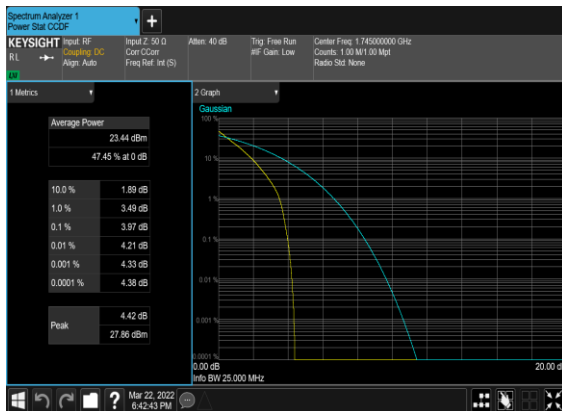 Spectrum Analyzer 1
Power Stat CCDF
KEYSIGHT Input: RF Input Z: 50 Ω Atten: 40 dB Trig: Free Run Center Freq: 1.745000000 GHz
RL Coupling: DC Corr CCorr #IF Gain: Low Counts: 1.00 M/1.00 Mpt
Align: Auto Freq Ref: Int (S) Radio Std: None
1 Metrics
2 Graph
Average Power
23.44 dBm
47.45 % at 0 dB
10.0 % 1.89 dB
1.0 % 3.49 dB
0.1 % 3.97 dB
0.01 % 4.21 dB
0.001 % 4.33 dB
0.0001 % 4.38 dB
Peak 4.42 dB
27.86 dBm
Gaussian
100 %
10 %
1 %
0.1 %
0.01 %
0.001 %
0.0001 %
0.00 dB 20.00 d
Info BW 25.000 MHz
? Mar 22, 2022
6:42:43 PM